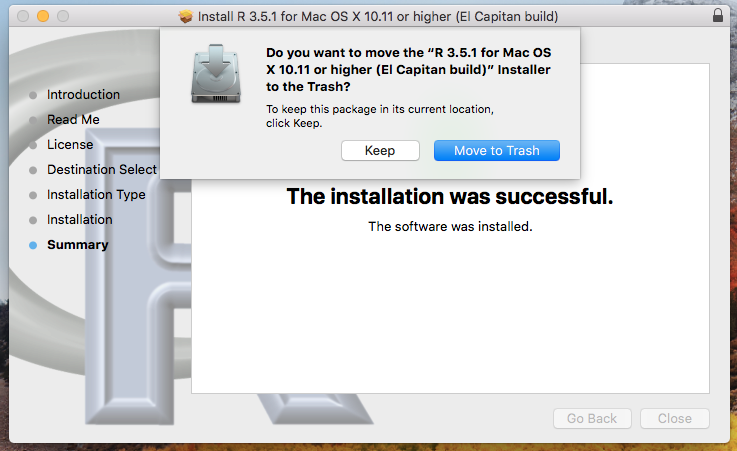 Install R 3.5.1 for Mac OS X 10.11 or higher (El Capitan build)
Do you want to move the “R 3.5.1 for Mac OS
X 10.11 or higher (El Capitan build)” Installer
to the Trash?
To keep this package in its current location,
click Keep.
Keep
Move to Trash
Introduction
Read Me
License
Destination Select
Installation Type
Installation
Summary
The installation was successful.
The software was installed.
Go Back
Close